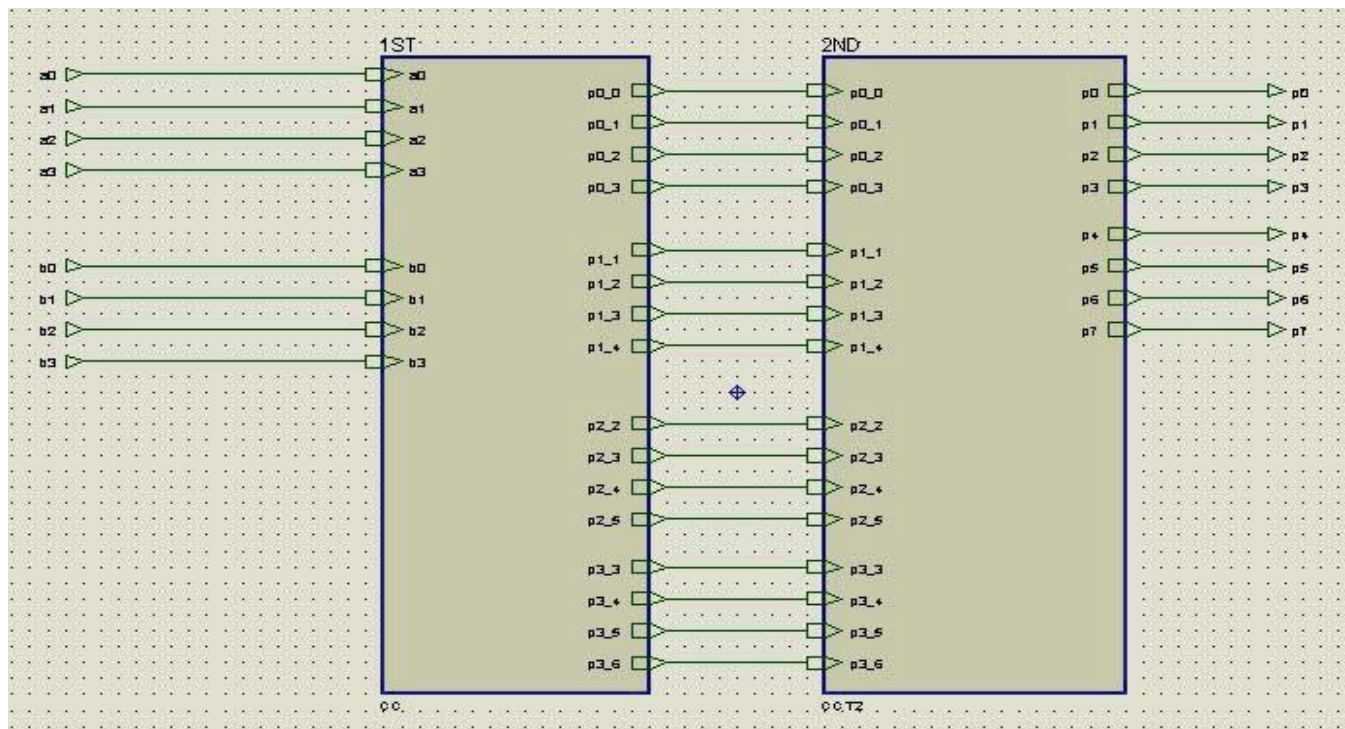 1ST 2ND
a0 a0
p0_0 p0_0 p0 p0
a1 a1
p0_1 p0_1 p1 p1
a2 a2
p0_2 p0_2 p2 p2
a3 a3
p0_3 p0_3 p3 p3
p4 p4
p1_1 p1_1
b0 b0 p5 p5
p1_2 p1_2
b1 b1 p6 p6
p1_3 p1_3
b2 b2 p7 p7
p1_4 p1_4
b3 b3
p2_2 p2_2
p2_3 p2_3
p2_4 p2_4
p2_5 p2_5
p3_3 p3_3
p3_4 p3_4
p3_5 p3_5
p3_6 p3_6